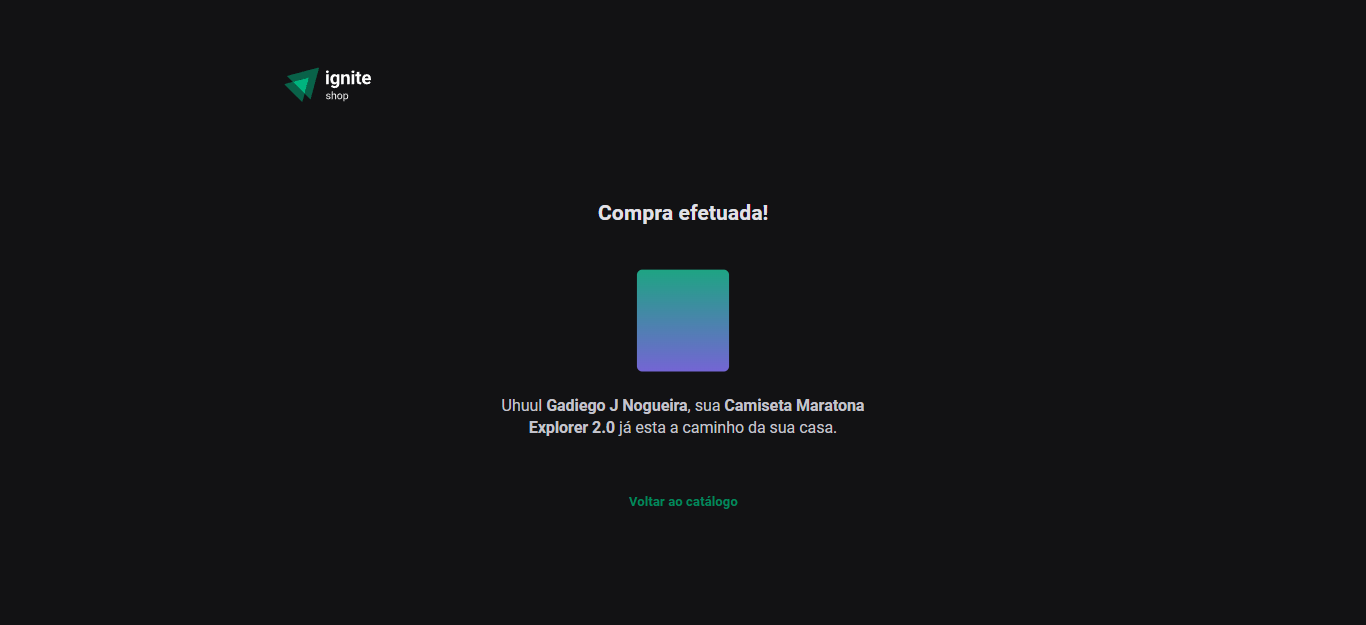 ignite
shop
Compra efetuada!
Uhuul Gadiego J Nogueira, sua Camiseta Maratona
Explorer 2.0 já esta a caminho da sua casa.
Voltar ao catálogo